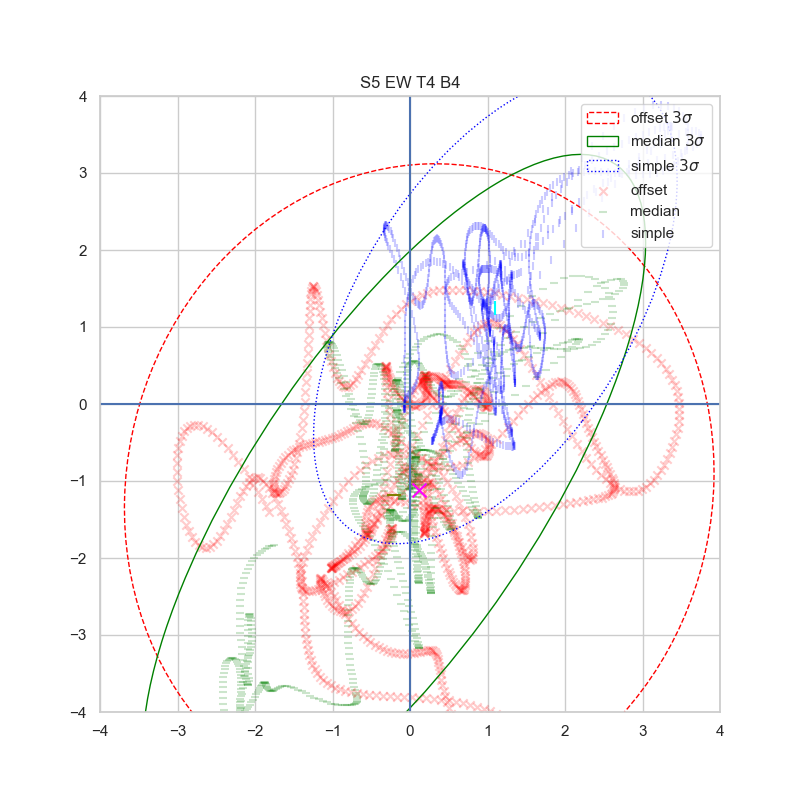 S5 EW T4 B4
4
3
2
1
0
−1
−2
−3
−4
−4
−3
−2
−1
0
1
2
3
4
offset 3σ
median 3σ
simple 3σ
offset
median
simple